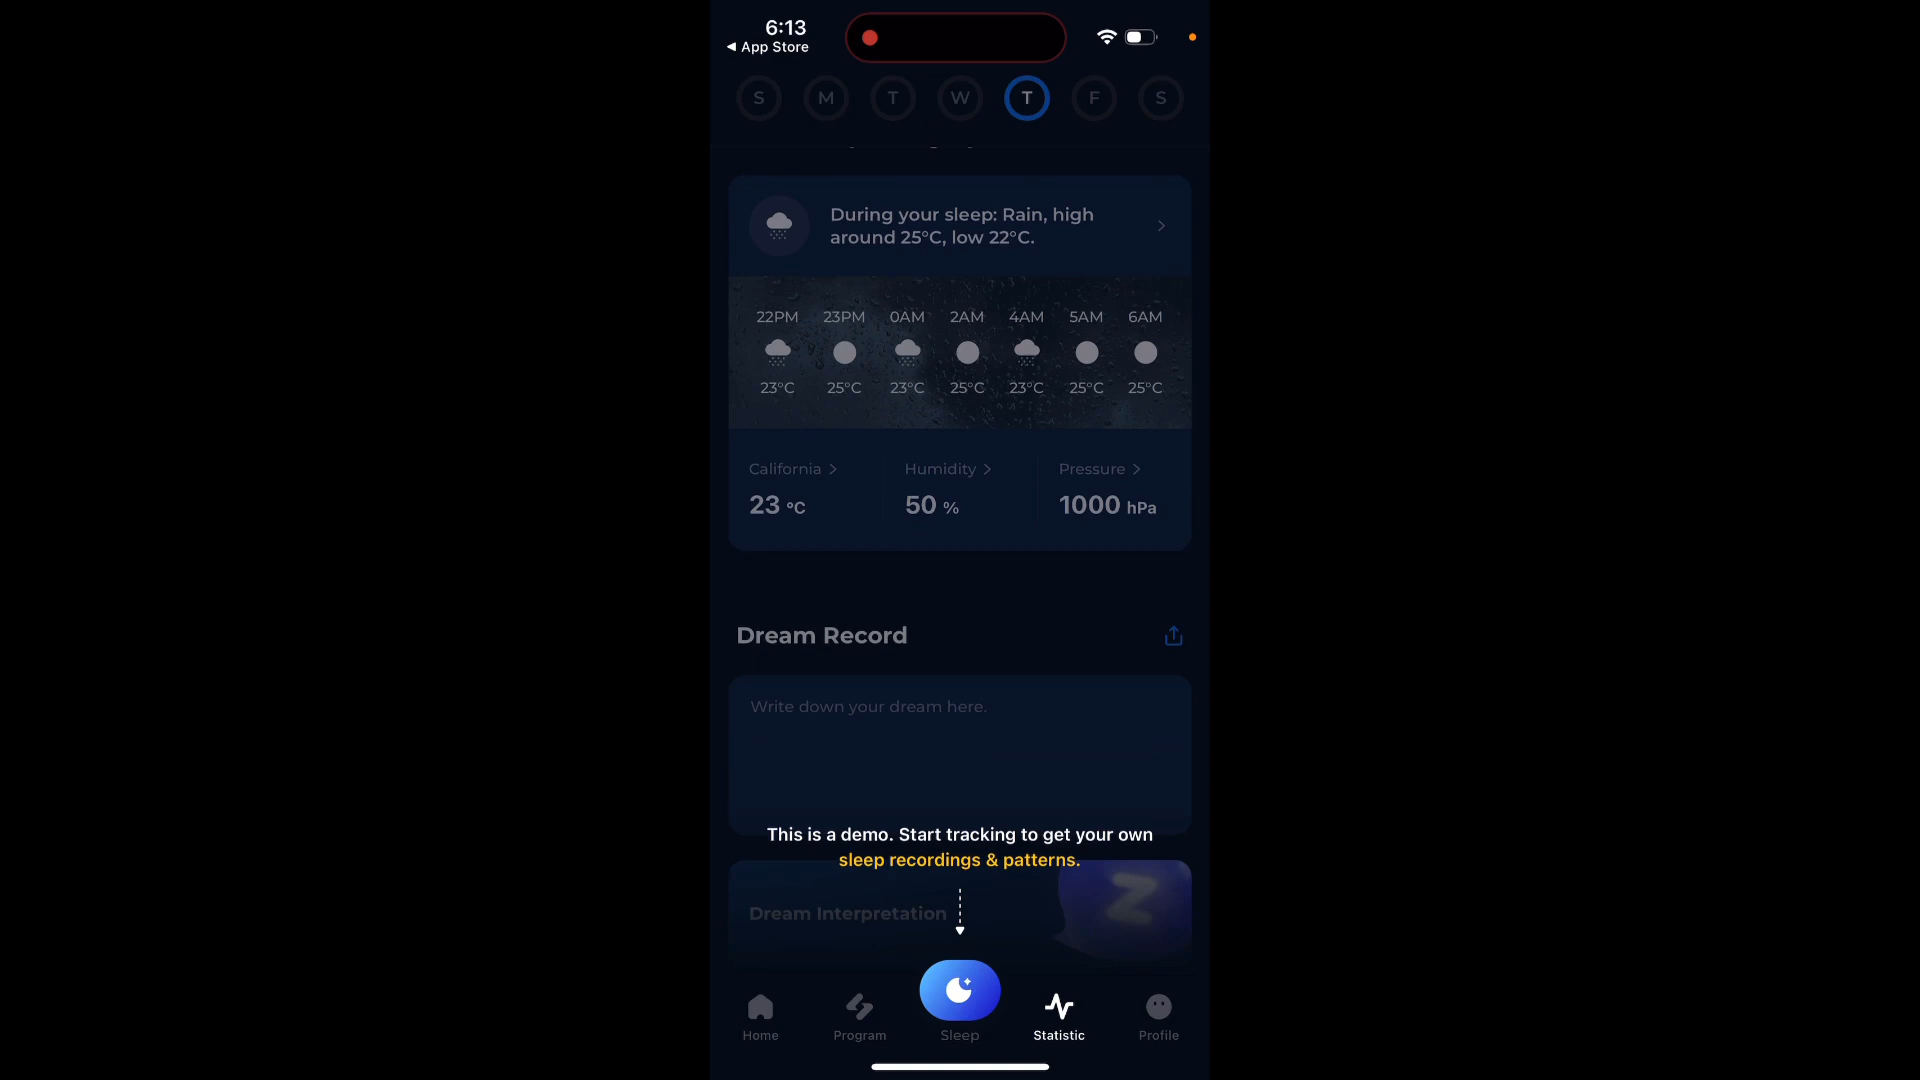 6:13
◀ App Store
S M T W T F S
During your sleep: Rain, high
around 25°C, low 22°C.
22PM 23PM 0AM 2AM 4AM 5AM 6AM
23°C 25°C 23°C 25°C 23°C 25°C 25°C
California > Humidity > Pressure >
23 °C 50 % 1000 hPa
Dream Record
Write down your dream here.
This is a demo. Start tracking to get your own
sleep recordings & patterns.
Dream Interpretation
Z
Home Program Sleep Statistic Profile